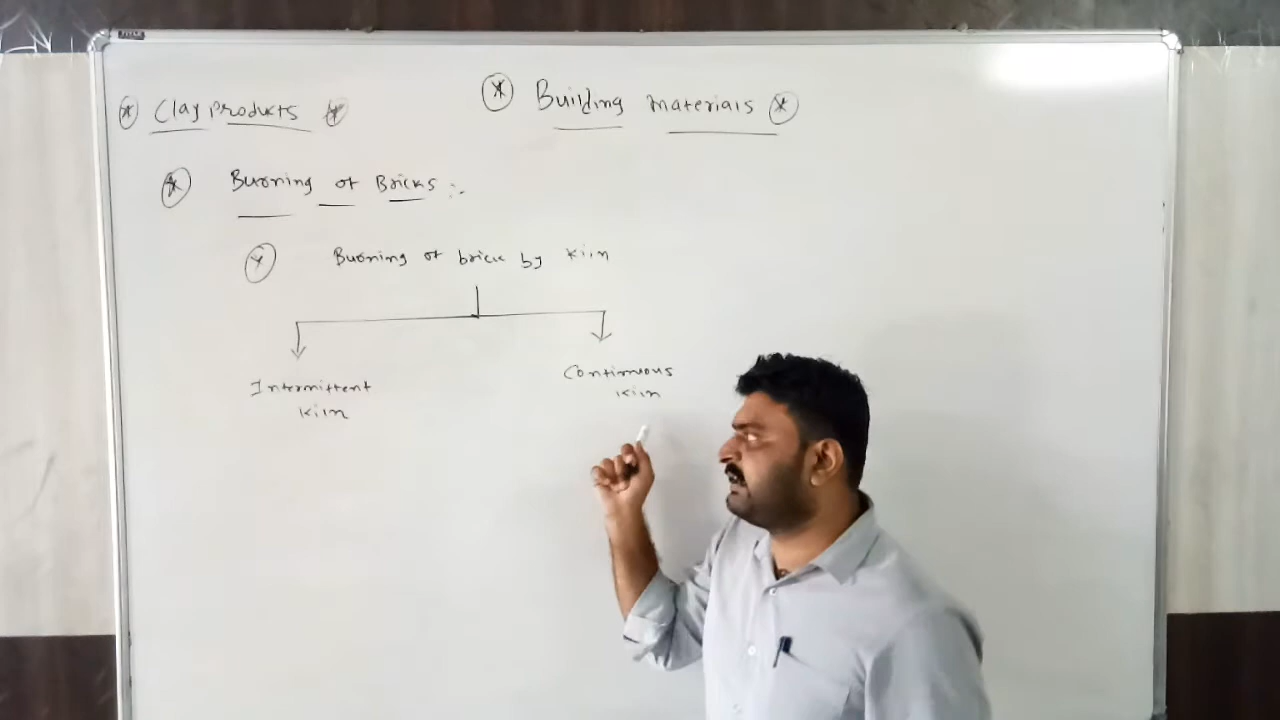 Building materials
Clay products
Burning of Bricks :-
Burning of brick by kiln
Intermittent
kiln
Continuous
kiln